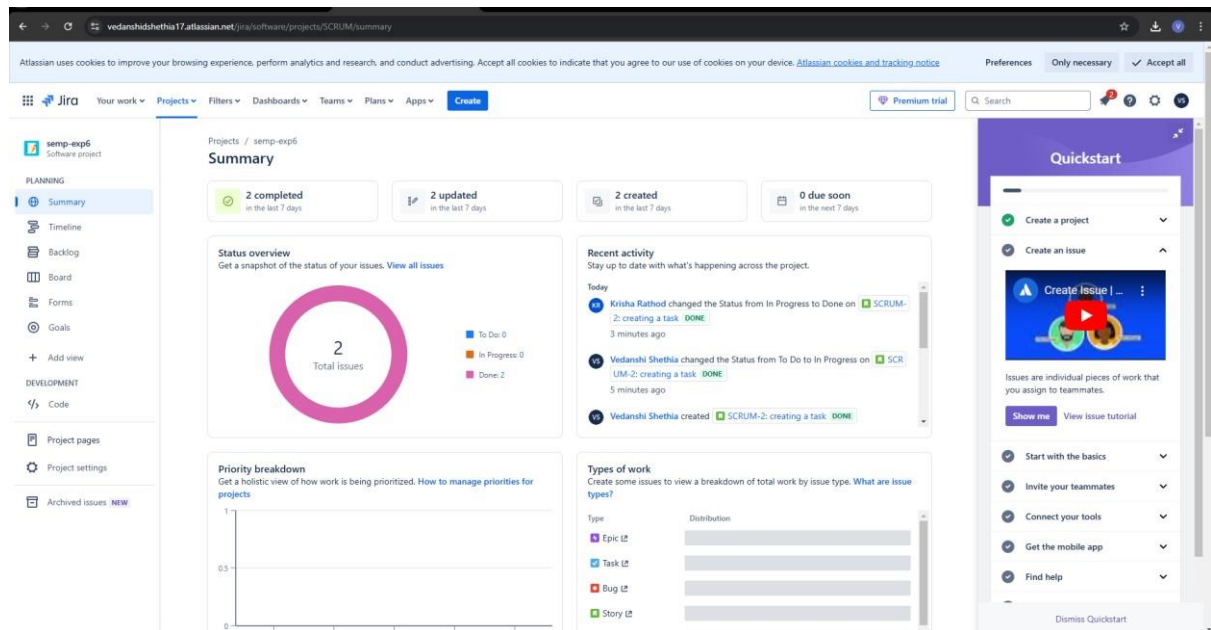 vedanshidshethia17.atlassian.net/jira/software/projects/SCRUM/summary
V
Atlassian uses cookies to improve your browsing experience, perform analytics and research, and conduct advertising. Accept all cookies to indicate that you agree to our use of cookies on your device. Atlassian cookies and tracking notice
Preferences
Only necessary
Accept all
Jira
Your work
Projects
Filters
Dashboards
Teams
Plans
Apps
Create
Premium trial
Search
2
VS
semp-exp6
Software project
PLANNING
Summary
Timeline
Backlog
Board
Forms
Goals
Add view
DEVELOPMENT
Code
Project pages
Project settings
Archived issues NEW
Projects / semp-exp6
Summary
2 completed
in the last 7 days
2 updated
in the last 7 days
2 created
in the last 7 days
0 due soon
in the next 7 days
Status overview
Get a snapshot of the status of your issues. View all issues
2
Total issues
To Do: 0
In Progress: 0
Done: 2
Recent activity
Stay up to date with what's happening across the project.
Today
KR
Krisha Rathod changed the Status from In Progress to Done on SCRUM-
2: creating a task DONE
3 minutes ago
VS
Vedanshi Shethia changed the Status from To Do to In Progress on SCR
UM-2: creating a task DONE
5 minutes ago
VS
Vedanshi Shethia created SCRUM-2: creating a task DONE
Priority breakdown
Get a holistic view of how work is being prioritized. How to manage priorities for
projects
1
0.5
0
Types of work
Create some issues to view a breakdown of total work by issue type. What are issue
types?
Type
Distribution
Epic
Task
Bug
Story
Quickstart
Create a project
Create an issue
Create Issue | ...
Issues are individual pieces of work that
you assign to teammates.
Show me
View issue tutorial
Start with the basics
Invite your teammates
Connect your tools
Get the mobile app
Find help
Dismiss Quickstart